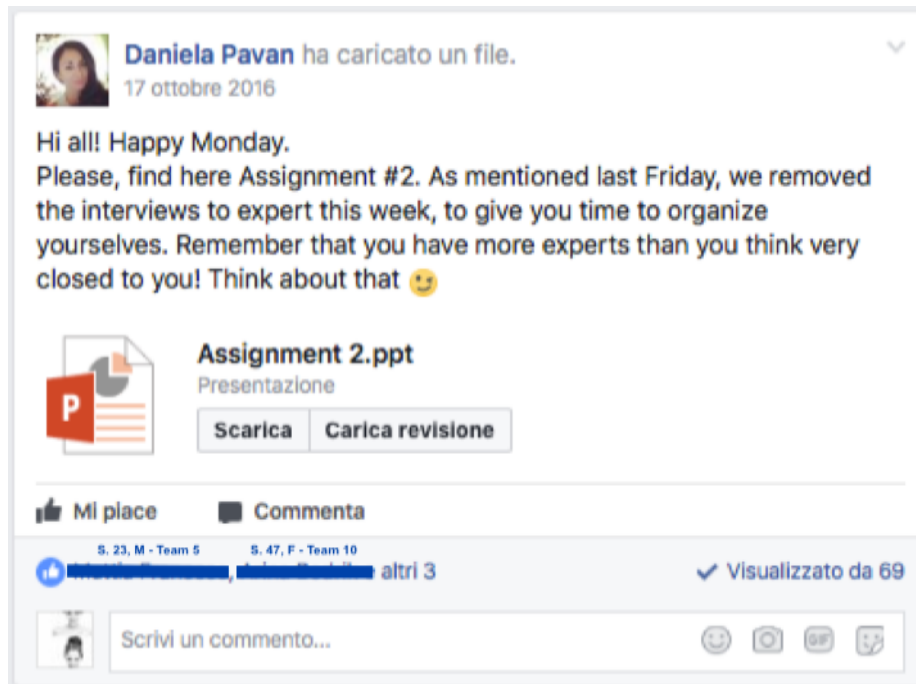 Daniela Pavan ha caricato un file.
17 ottobre 2016
Hi all! Happy Monday.
Please, find here Assignment #2. As mentioned last Friday, we removed
the interviews to expert this week, to give you time to organize
yourselves. Remember that you have more experts than you think very
closed to you! Think about that
P
Assignment 2.ppt
Presentazione
Scarica
Carica revisione
Mi piace
Commenta
S. 23, M - Team 5
S. 47, F - Team 10
, altri 3
Visualizzato da 69
Scrivi un commento...
GIF